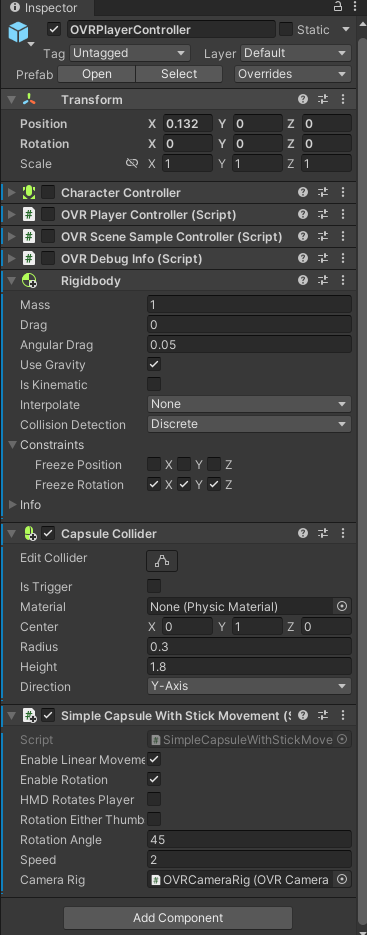 Inspector
OVRPlayerController Static
Tag Untagged Layer Default
Prefab Open Select Overrides
Transform
Position X 0.132 Y 0 Z 0
Rotation X 0 Y 0 Z 0
Scale X 1 Y 1 Z 1
Character Controller
# OVR Player Controller (Script)
# OVR Scene Sample Controller (Script)
# OVR Debug Info (Script)
Rigidbody
Mass 1
Drag 0
Angular Drag 0.05
Use Gravity
Is Kinematic
Interpolate None
Collision Detection Discrete
Constraints
Freeze Position X Y Z
Freeze Rotation X Y Z
Info
Capsule Collider
Edit Collider
Is Trigger
Material None (Physic Material)
Center X 0 Y 1 Z 0
Radius 0.3
Height 1.8
Direction Y-Axis
# Simple Capsule With Stick Movement (S
Script # SimpleCapsuleWithStickMove
Enable Linear Moveme
Enable Rotation
HMD Rotates Player
Rotation Either Thumb
Rotation Angle 45
Speed 2
Camera Rig # OVRCameraRig (OVR Camera
Add Component